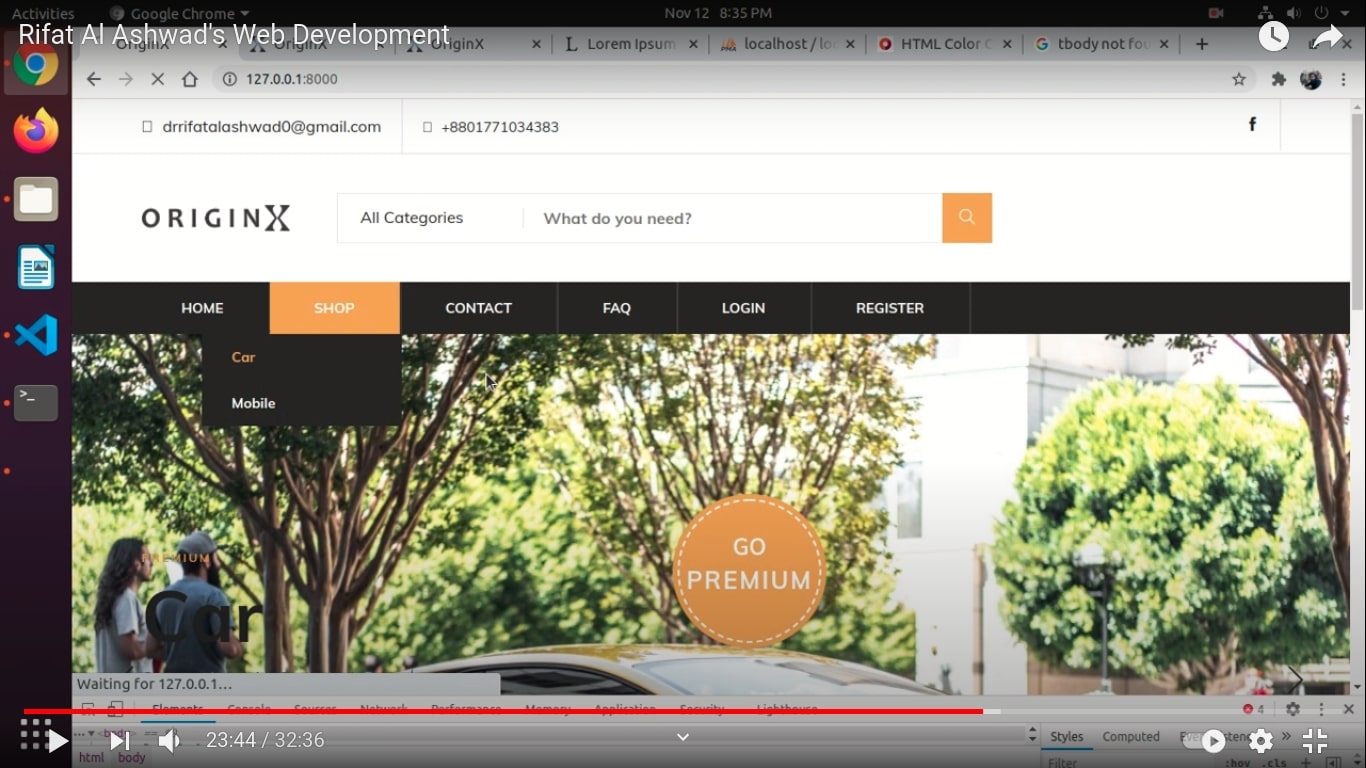 Activities Google Chrome Nov 12 8:35 PM
Rifat Al Ashwad's Web Development
OriginX OriginX OriginX Lorem Ipsum localhost / loc HTML Color C tbody not fou
127.0.0.1:8000
drrifatalashwad0@gmail.com +8801771034383 f
ORIGINX All Categories What do you need?
HOME SHOP CONTACT FAQ LOGIN REGISTER
Car
Mobile
GO
PREMIUM
PREMIUM
Car
Waiting for 127.0.0.1...
Elements Console Sources Network Performance Memory Application Security Lighthouse 4
23:44 / 32:36
<body> Styles Computed
html body Filter :hov .cls